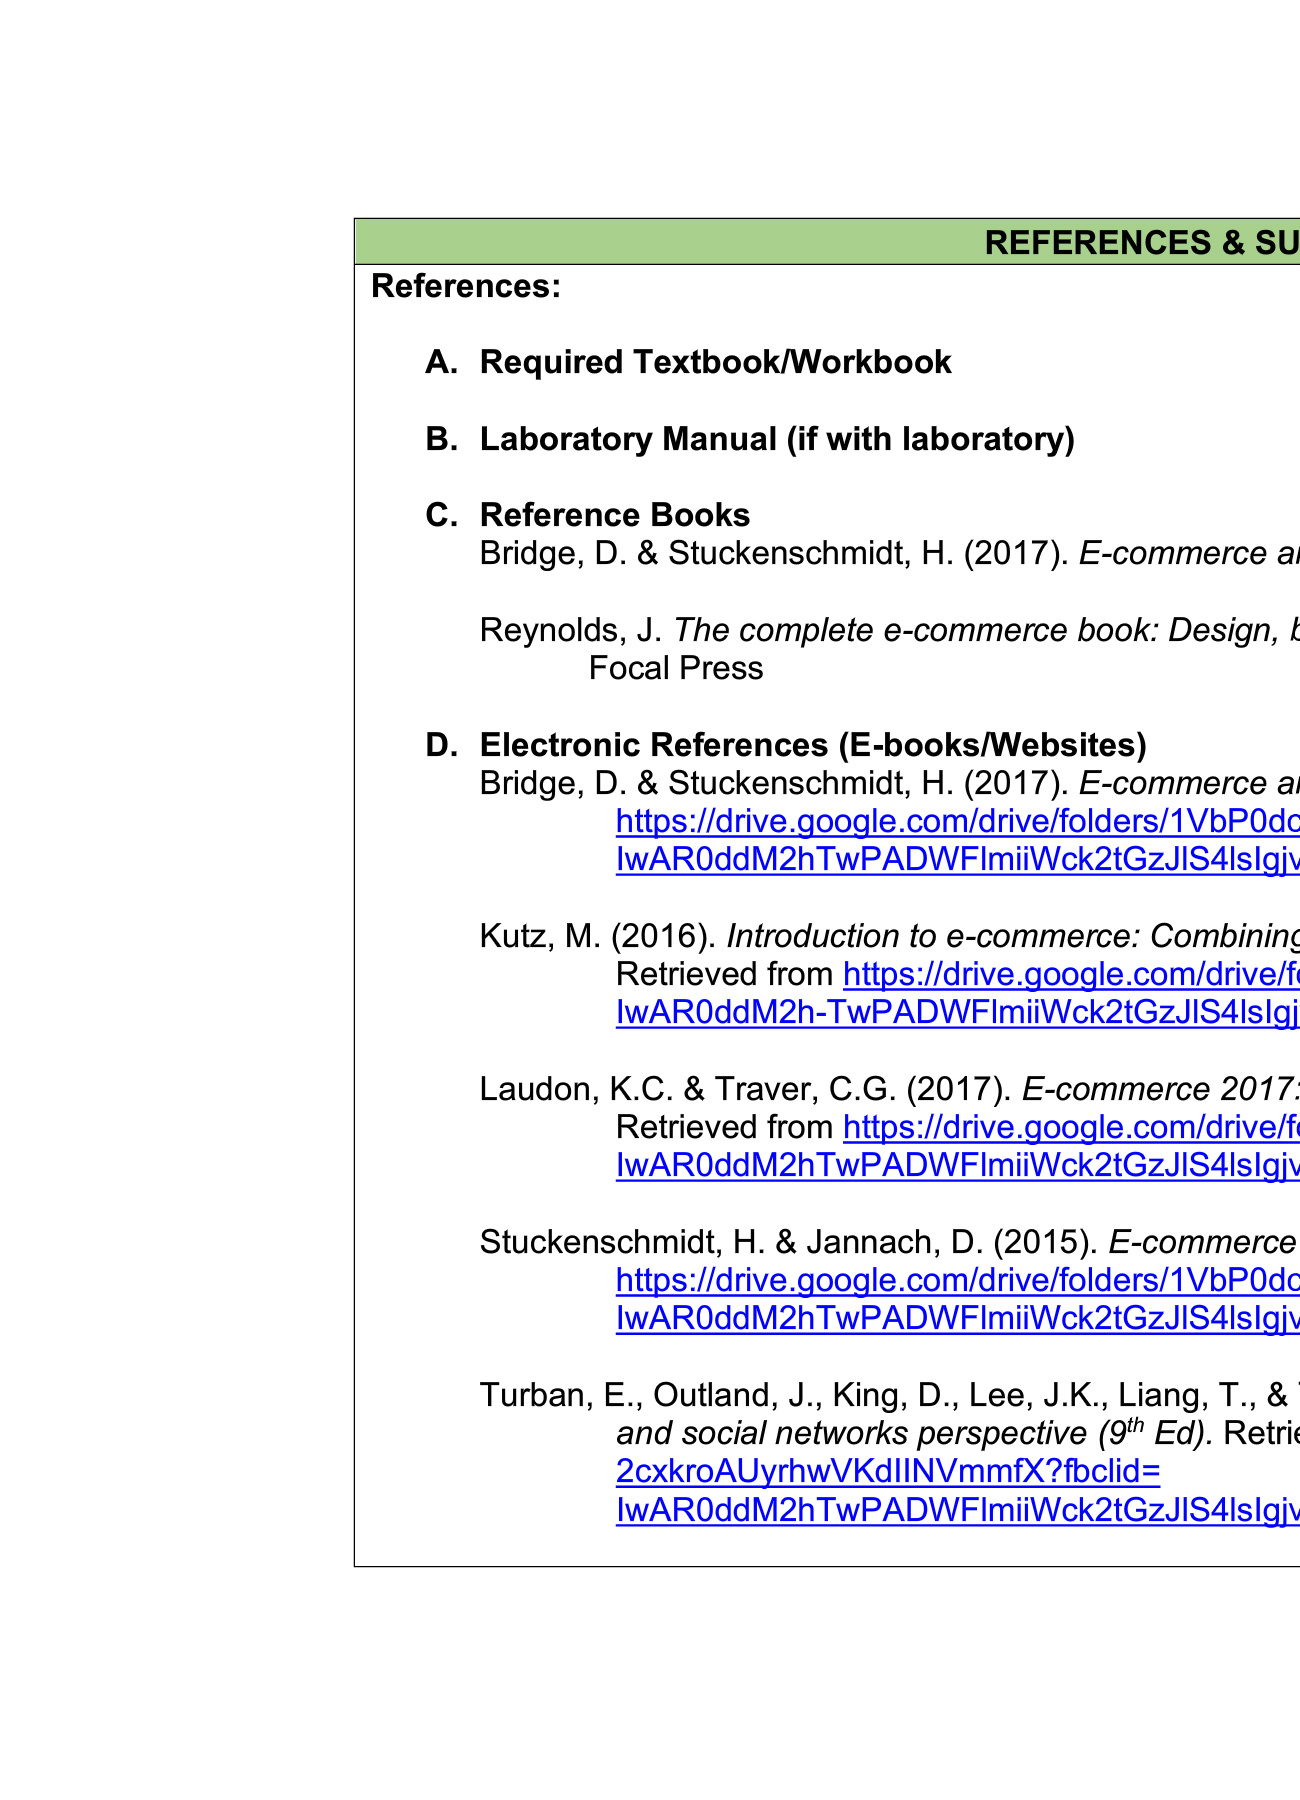 REFERENCES & SU
References:
A. Required Textbook/Workbook
B. Laboratory Manual (if with laboratory)
C. Reference Books
Bridge, D. & Stuckenschmidt, H. (2017). E-commerce
Reynolds, J. The complete e-commerce book: Design,
Focal Press
D. Electronic References (E-books/Websites)
Bridge, D. & Stuckenschmidt, H. (2017). E-commerce
https://drive.google.com/drive/folders/1VbP0dc
IwAR0ddM2hTwPADWFlmiiWck2tGzJlS4lsIgjv
Kutz, M. (2016). Introduction to e-commerce: Combining
Retrieved from https://drive.google.com/drive/fo
IwAR0ddM2h-TwPADWFlmiiWck2tGzJlS4lsIgj
Laudon, K.C. & Traver, C.G. (2017). E-commerce 2017:
Retrieved from https://drive.google.com/drive/fo
IwAR0ddM2hTwPADWFlmiiWck2tGzJlS4lsIgjv
Stuckenschmidt, H. & Jannach, D. (2015). E-commerce
https://drive.google.com/drive/folders/1VbP0dc
IwAR0ddM2hTwPADWFlmiiWck2tGzJlS4lsIgjv
Turban, E., Outland, J., King, D., Lee, J.K., Liang, T., &
and social networks perspective (9th Ed). Retrie
2cxkroAUyrhwVKdIIINVmmfX?fbclid=
IwAR0ddM2hTwPADWFlmiiWck2tGzJlS4lsIgjv